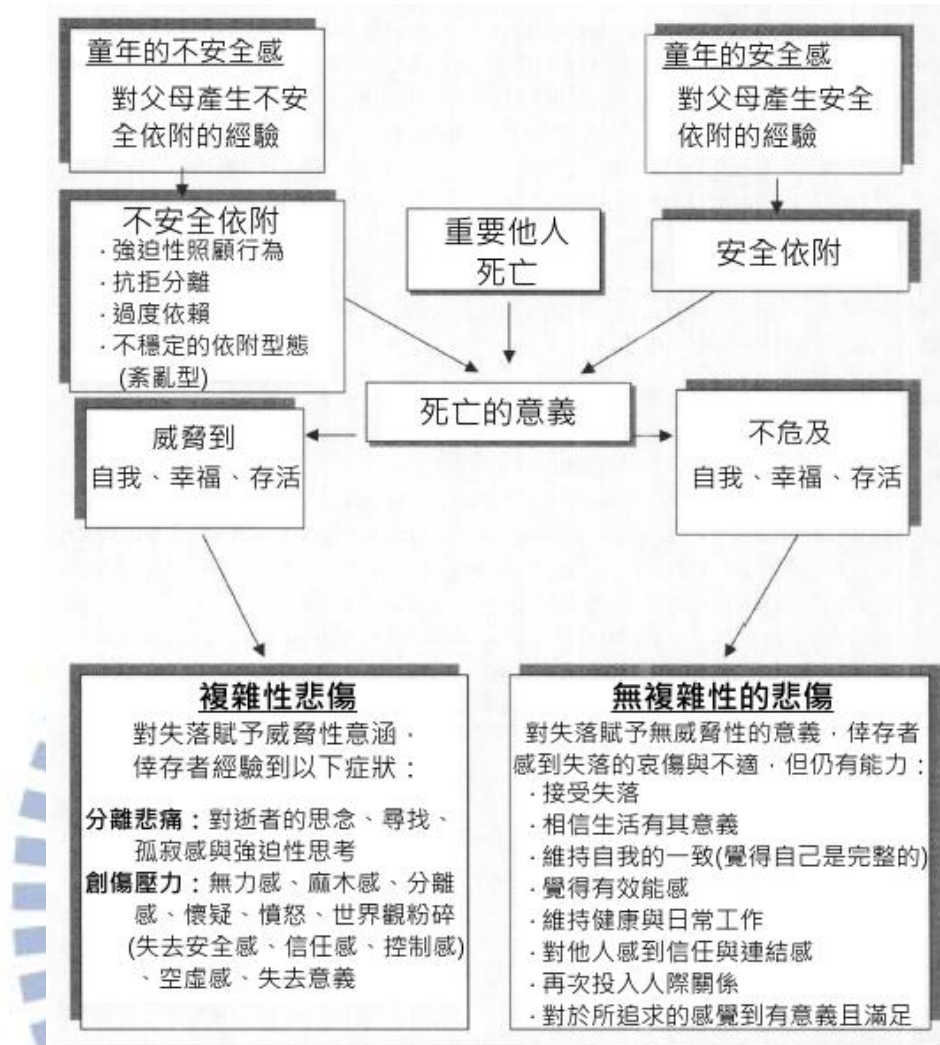 童年的不安全感
對父母產生不安
全依附的經驗
童年的安全感
對父母產生安全
依附的經驗
不安全依附
·強迫性照顧行為
·抗拒分離
·過度依賴
·不穩定的依附型態
(紊亂型)
重要他人
死亡
安全依附
死亡的意義
威脅到
自我、幸福、存活
不危及
自我、幸福、存活
複雜性悲傷
對失落賦予威脅性意涵，
倖存者經驗到以下症狀：
分離悲痛：對逝者的思念、尋找、
孤寂感與強迫性思考
創傷壓力：無力感、麻木感、分離
感、懷疑、憤怒、世界觀粉碎
(失去安全感、信任感、控制感)
、空虛感、失去意義
無複雜性的悲傷
對失落賦予無威脅性的意義，倖存者
感到失落的哀傷與不適，但仍有能力：
·接受失落
·相信生活有其意義
·維持自我的一致(覺得自己是完整的)
·覺得有效能感
·維持健康與日常工作
·對他人感到信任與連結感
·再次投入人際關係
·對於所追求的感覺到有意義且滿足